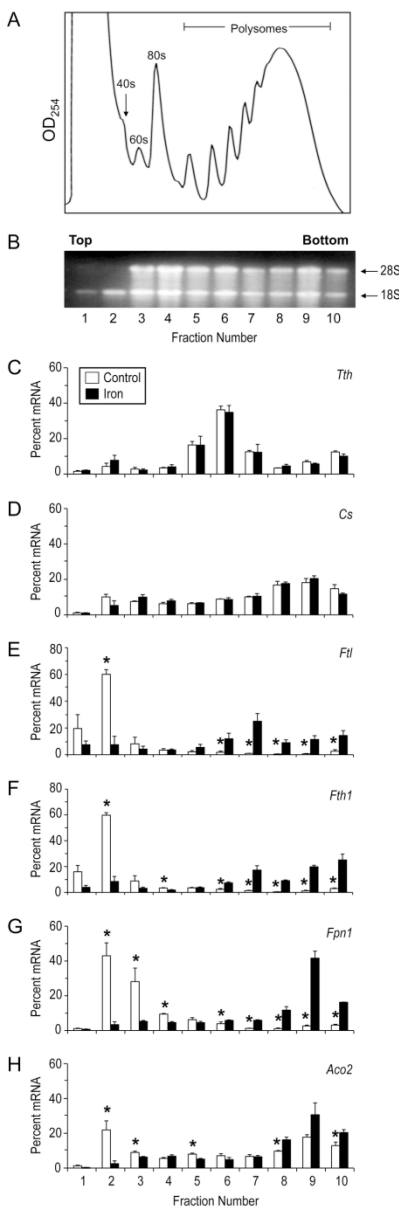 A
Polysomes
80s
40s
60s
OD254
B
Top Bottom
28S
18S
1 2 3 4 5 6 7 8 9 10
Fraction Number
C
Control
Iron
Tth
Percent mRNA
60
40
20
0
D
Cs
Percent mRNA
60
40
20
0
E
Ftl
Percent mRNA
80
60
40
20
0
* * * * * *
F
Fth1
Percent mRNA
60
40
20
0
* * * * * * *
G
Fpn1
Percent mRNA
60
40
20
0
* * * * * * * *
H
Aco2
Percent mRNA
60
40
20
0
* * * * *
1 2 3 4 5 6 7 8 9 10
Fraction Number